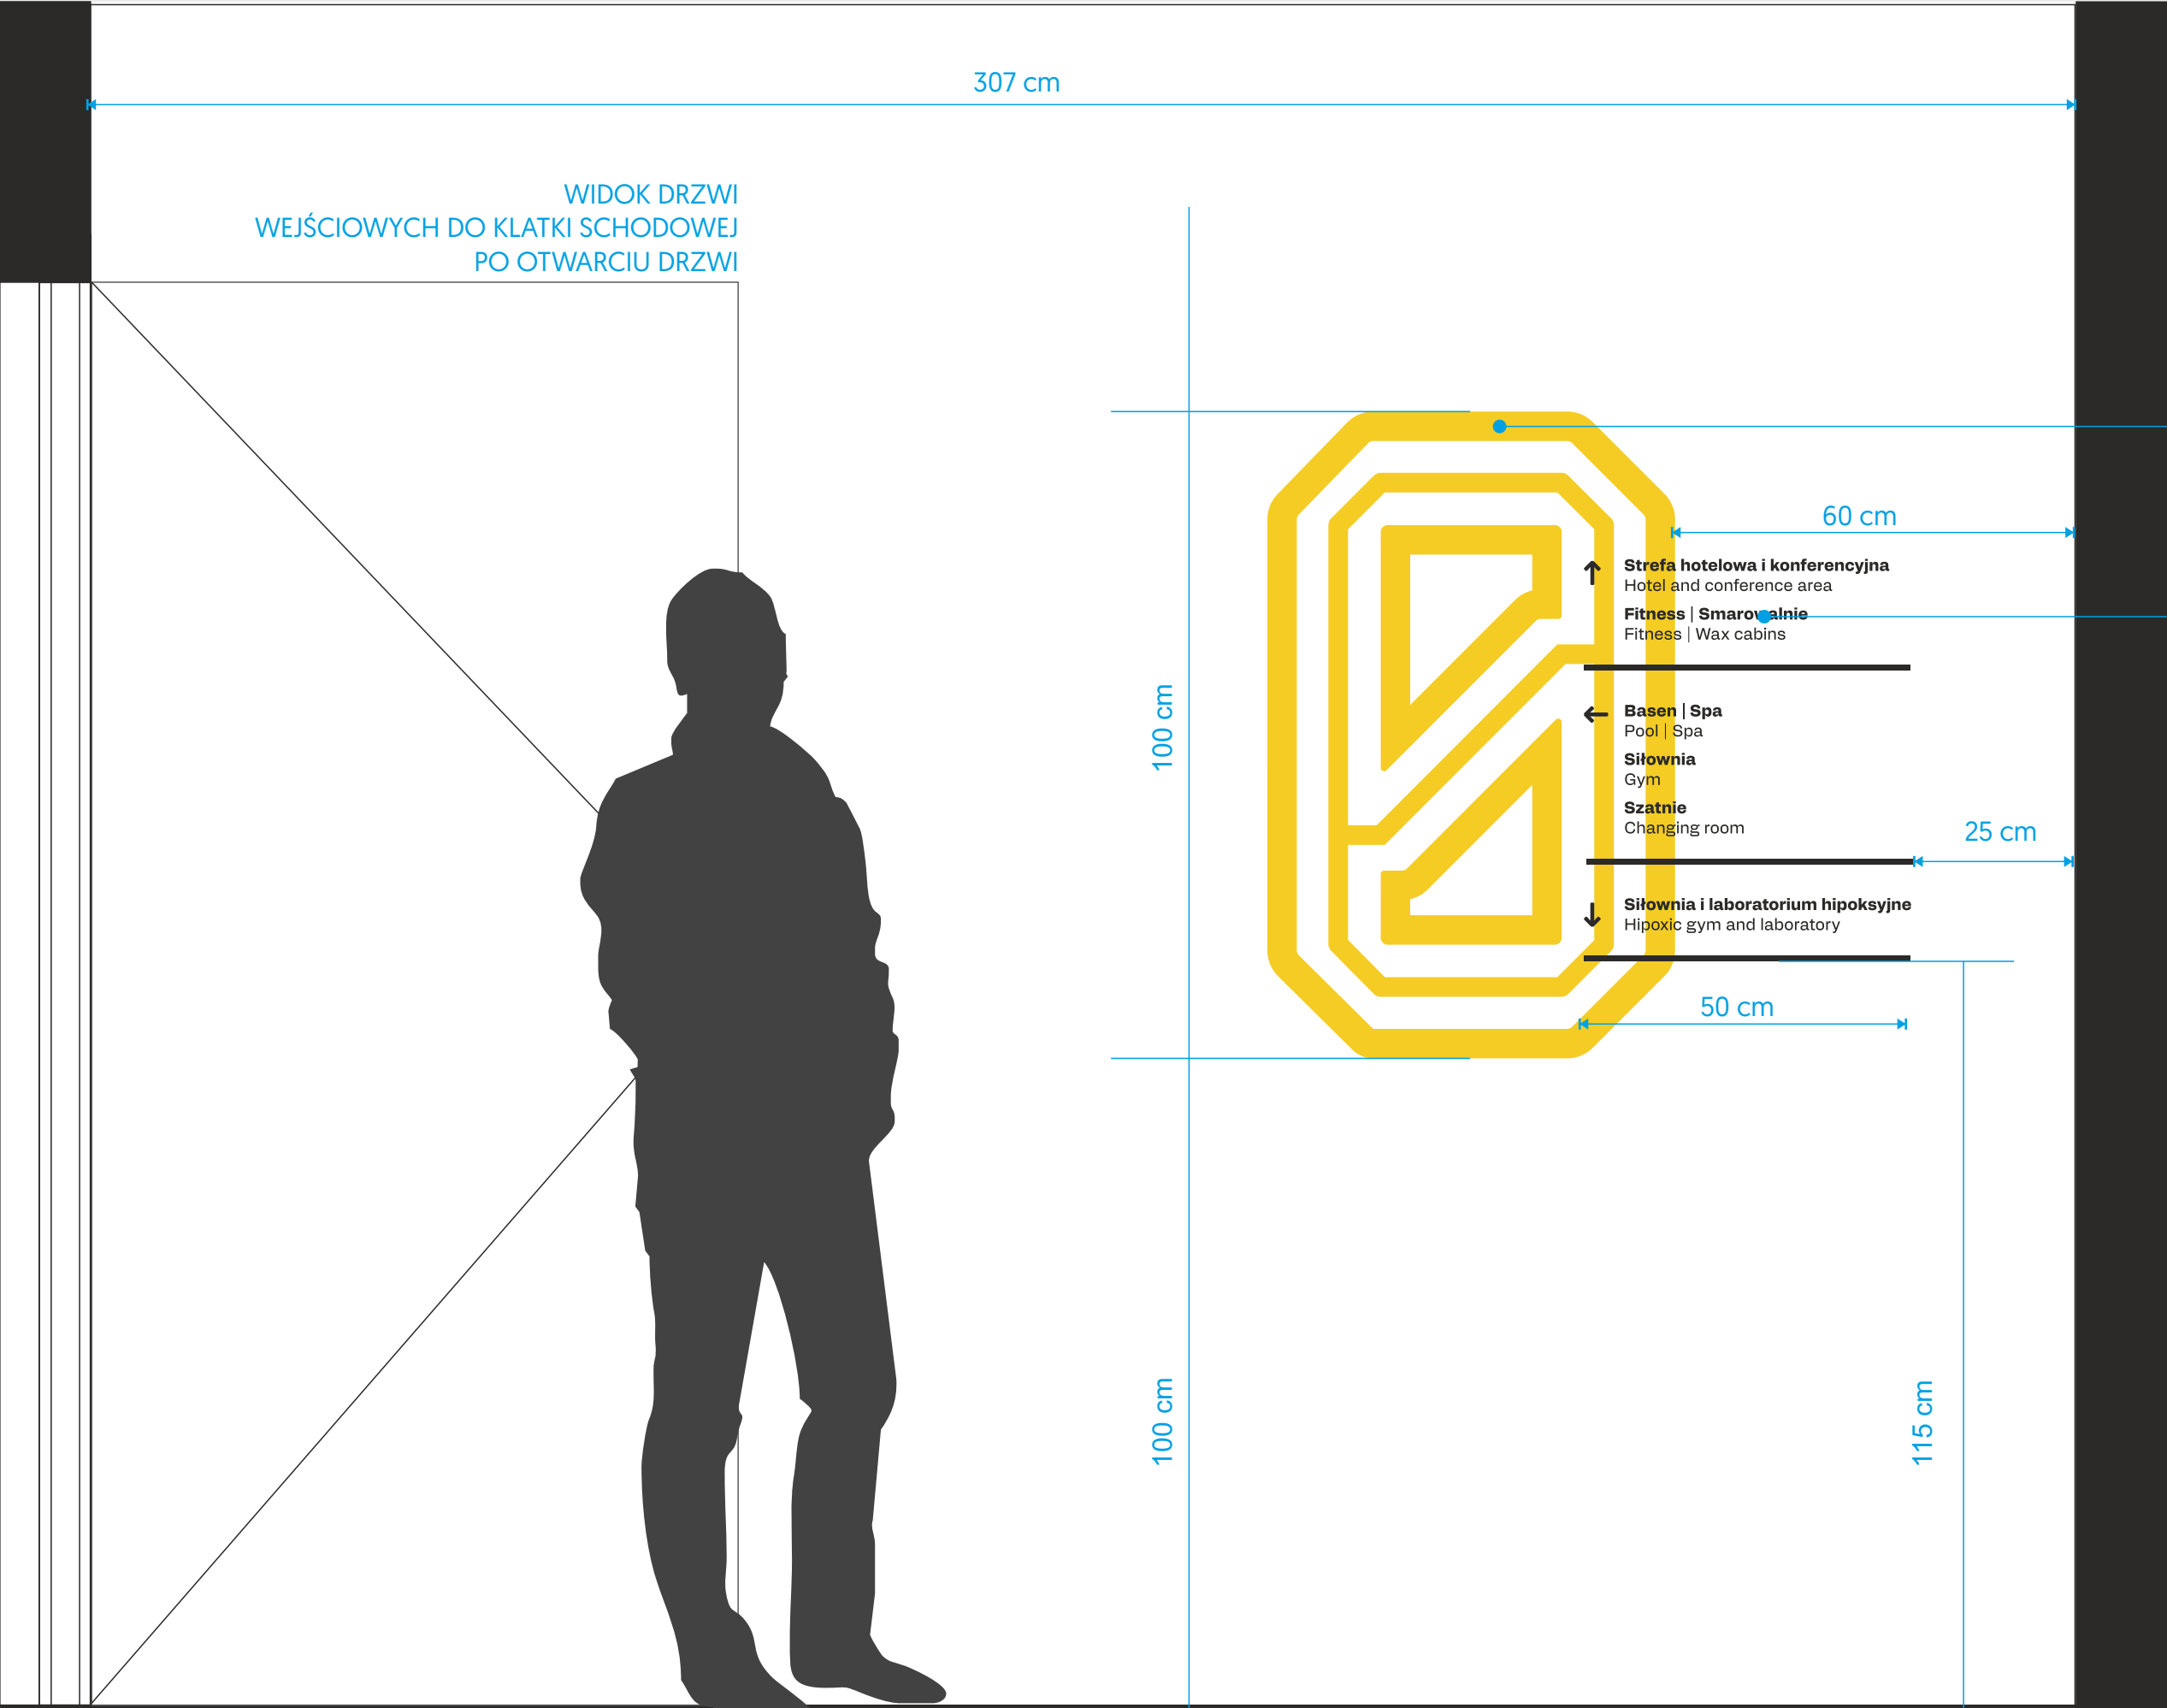 307 cm
WIDOK DRZWI
WEJŚCIOWYCH DO KLATKI SCHODOWEJ
PO OTWARCIU DRZWI
60 cm
Strefa hotelowa i konferencyjna
Hotel and conference area
Fitness | Smarowalnie
Fitness | Wax cabins
100 cm
Basen | Spa
Pool | Spa
Siłownia
Gym
Szatnie
Changing room
25 cm
Siłownia i laboratorium hipoksyjne
Hipoxic gym and laboratory
50 cm
100 cm
115 cm